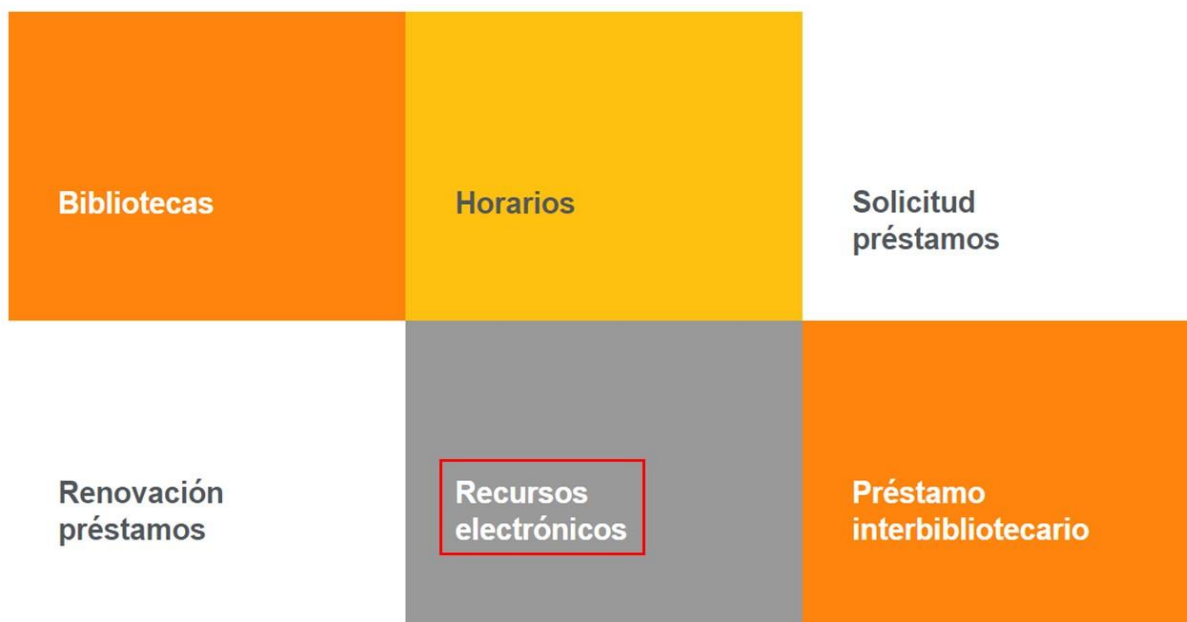 Bibliotecas
Horarios
Solicitud
préstamos
Renovación
préstamos
Recursos
electrónicos
Préstamo
interbibliotecario